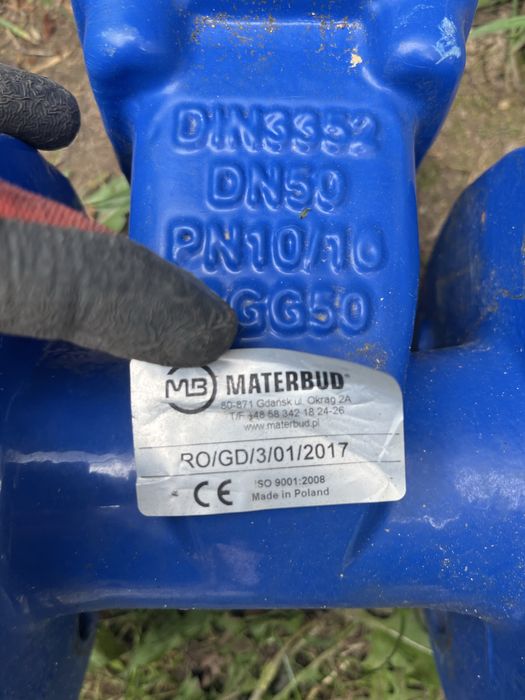 DIN3352
DN50
PN10/16
GG50
MB MATERBUD
80-871 Gdańsk ul. Okrąg 2A
T/F +48 58 342 18 24-26
www.materbud.pl
RO/GD/3/01/2017
CE ISO 9001:2008
Made in Poland